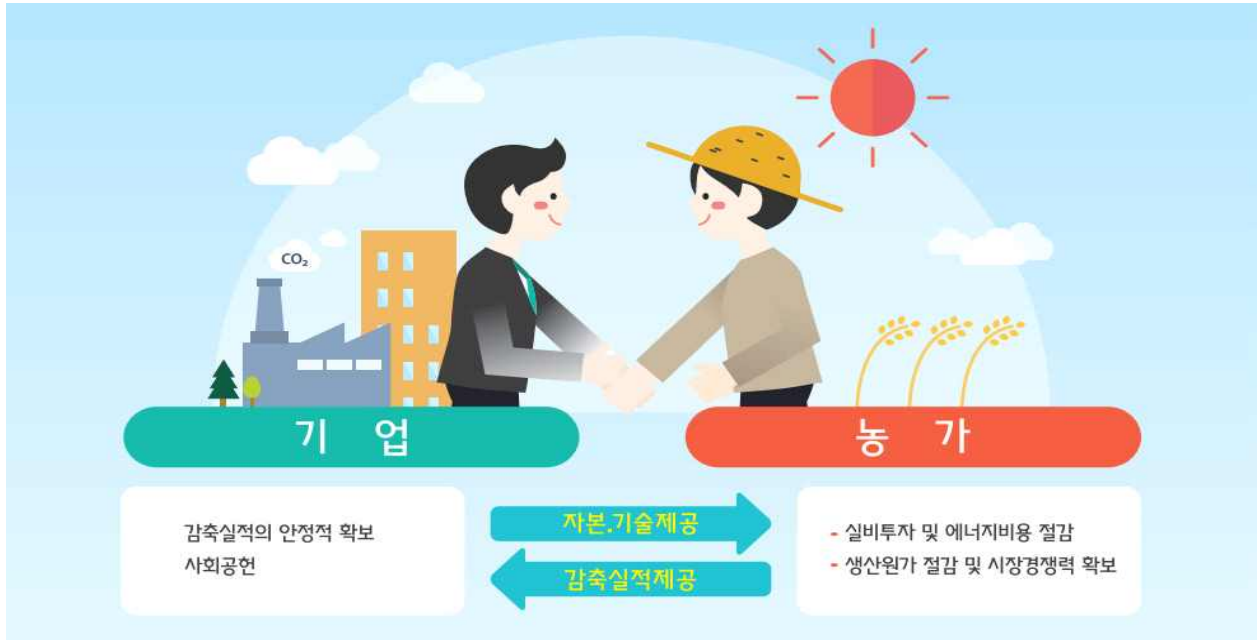 CO₂
기 업
농 가
감축실적의 안정적 확보
사회공헌
자본.기술제공
감축실적제공
- 실비투자 및 에너지비용 절감
- 생산원가 절감 및 시장경쟁력 확보